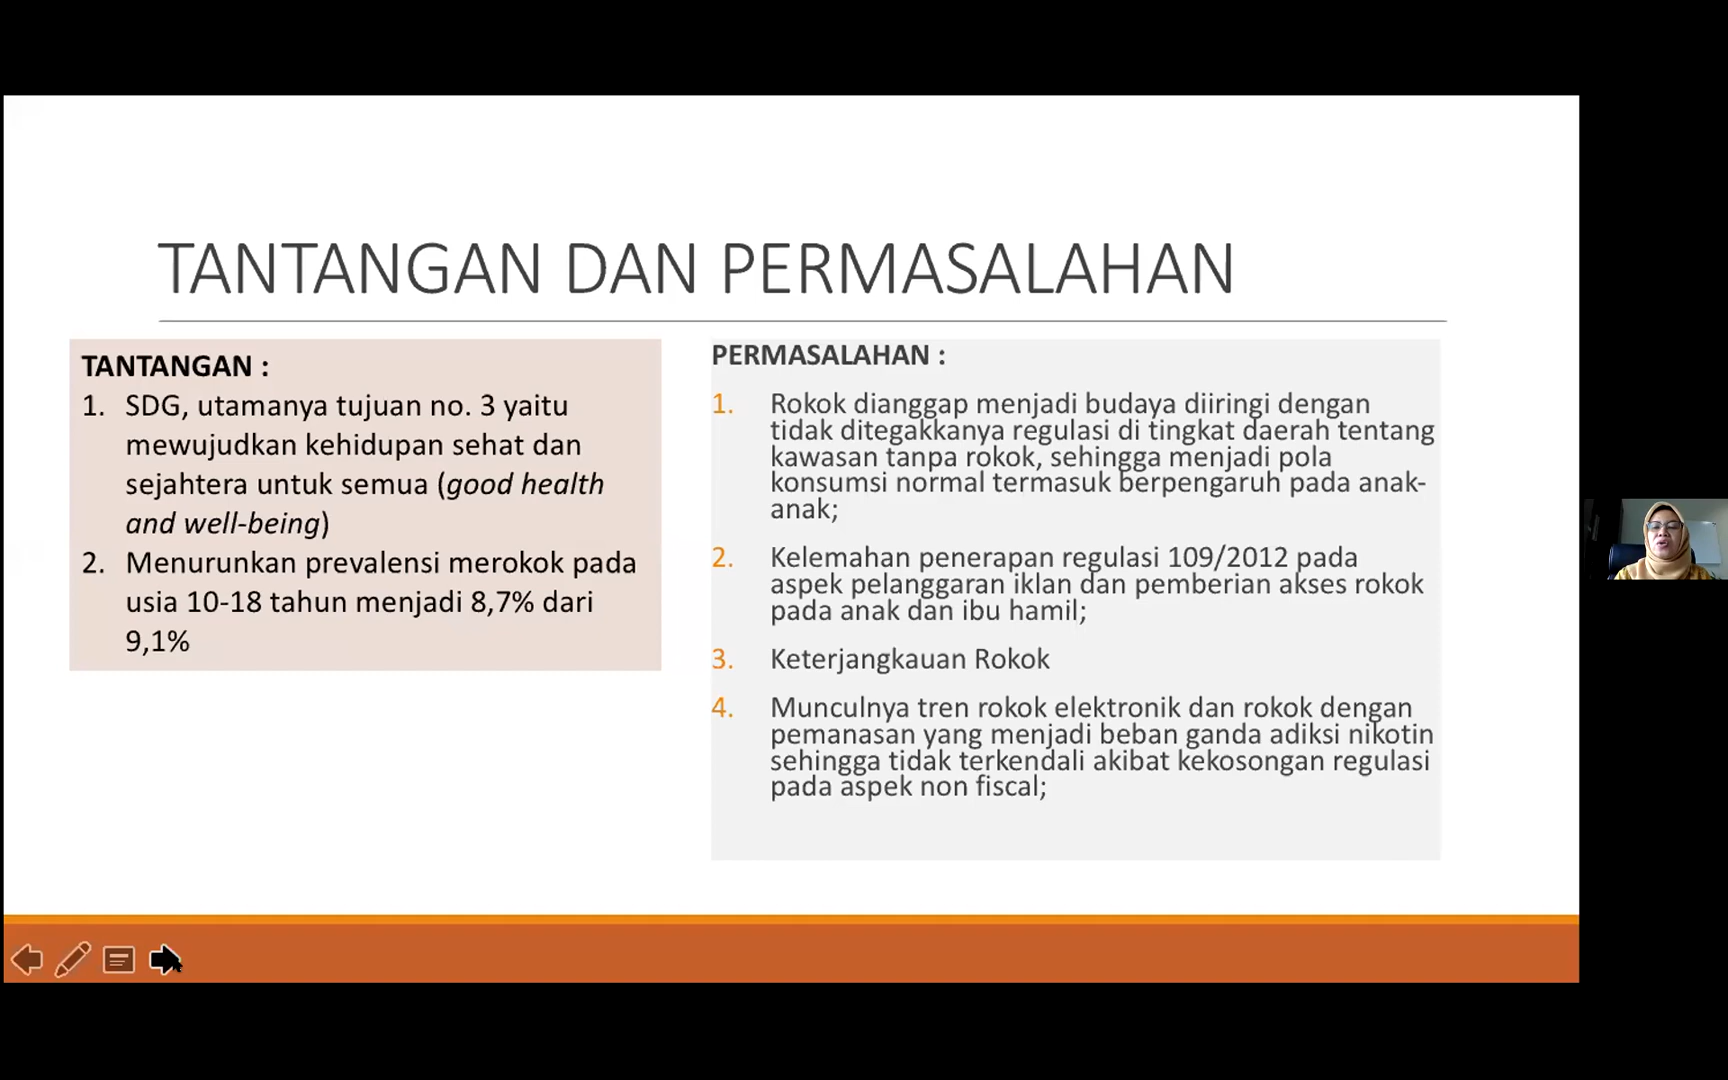 TANTANGAN DAN PERMASALAHAN
TANTANGAN :
1. SDG, utamanya tujuan no. 3 yaitu
mewujudkan kehidupan sehat dan
sejahtera untuk semua (good health
and well-being)
2. Menurunkan prevalensi merokok pada
usia 10-18 tahun menjadi 8,7% dari
9,1%
PERMASALAHAN :
1. Rokok dianggap menjadi budaya diiringi dengan
tidak ditegakkanya regulasi di tingkat daerah tentang
kawasan tanpa rokok, sehingga menjadi pola
konsumsi normal termasuk berpengaruh pada anak-
anak;
2. Kelemahan penerapan regulasi 109/2012 pada
aspek pelanggaran iklan dan pemberian akses rokok
pada anak dan ibu hamil;
3. Keterjangkauan Rokok
4. Munculnya tren rokok elektronik dan rokok dengan
pemanasan yang menjadi beban ganda adiksi nikotin
sehingga tidak terkendali akibat kekosongan regulasi
pada aspek non fiscal;